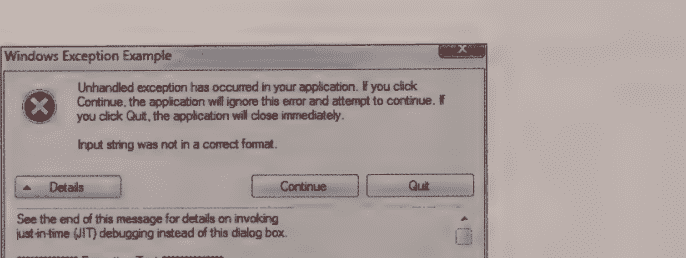 Windows Exception Example
Unhandled exception has occurred in your application. If you click
Continue, the application will ignore this error and attempt to continue. If
you click Quit, the application will close immediately.
Input string was not in a correct format.
Details
Continue
Quit
See the end of this message for details on invoking
just-in-time (JIT) debugging instead of this dialog box.